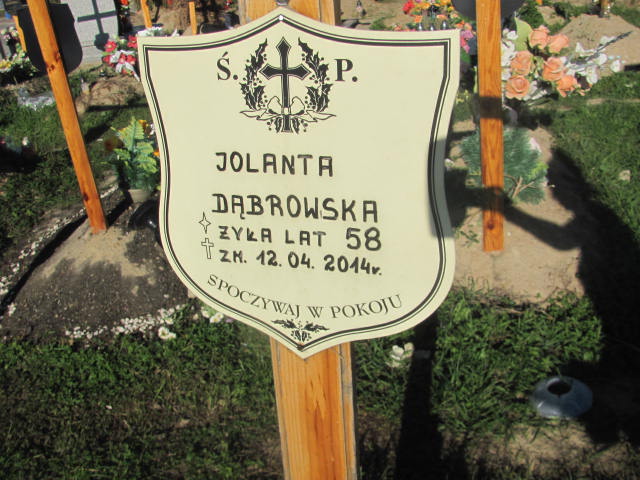 Ś. P.
JOLANTA
DĄBROWSKA
ŻYŁA LAT 58
ZM. 12.04.2014r.
SPOCZYWAJ W POKOJU